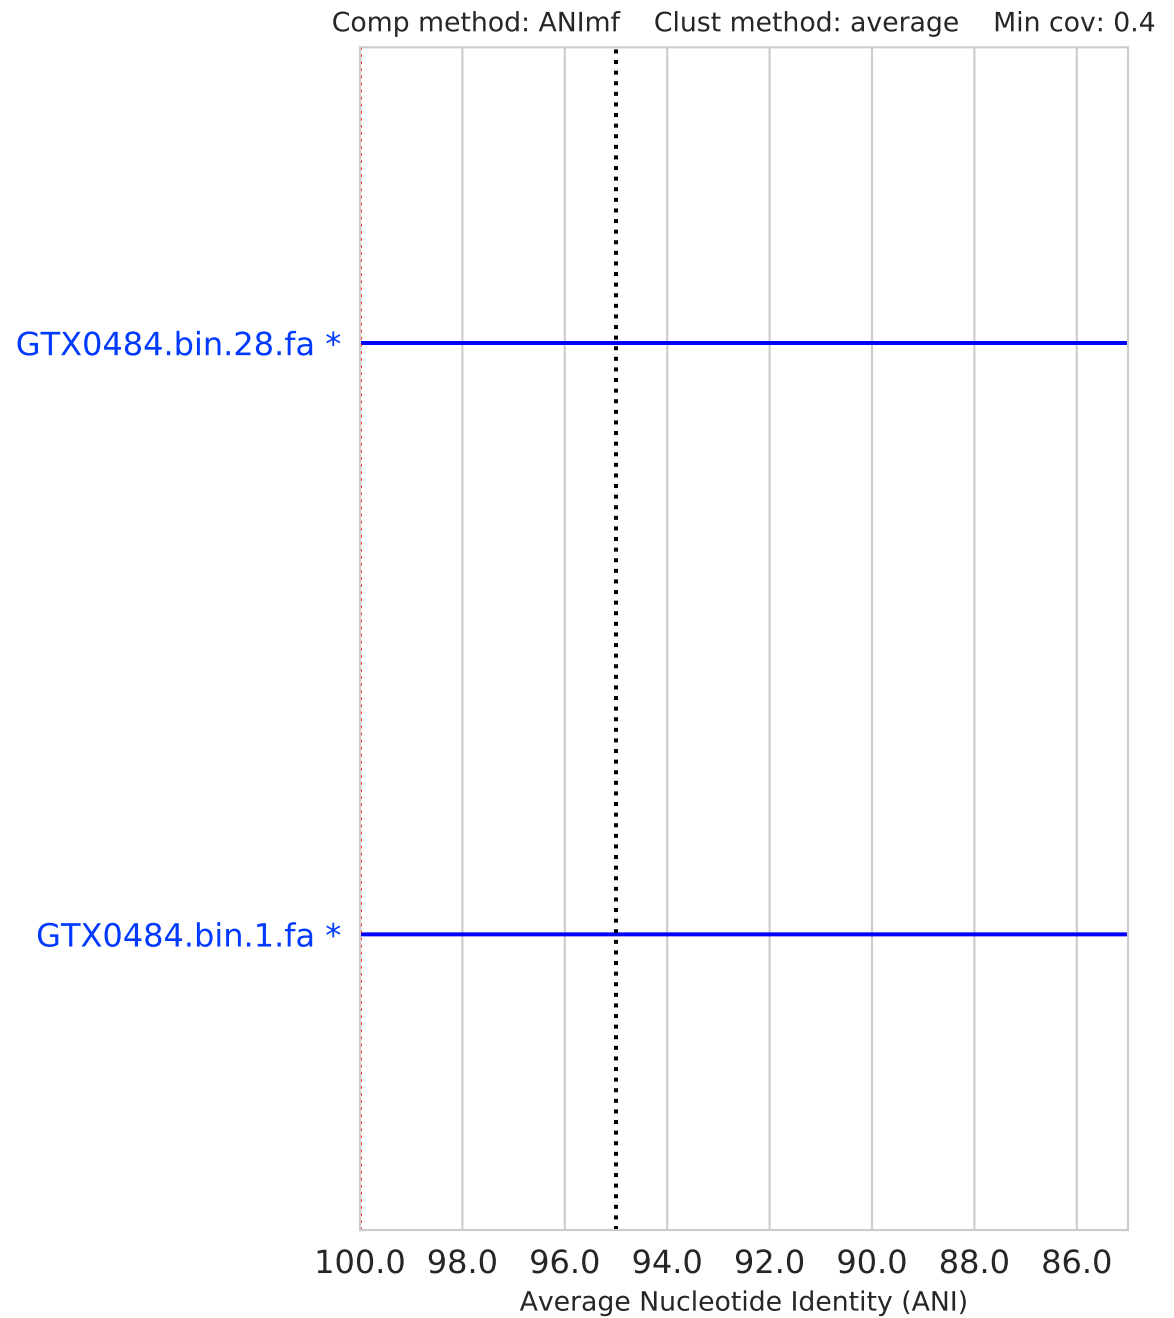 Comp method: ANImf    Clust method: average    Min cov: 0.4
GTX0484.bin.28.fa *
GTX0484.bin.1.fa *
100.0 98.0 96.0 94.0 92.0 90.0 88.0 86.0
Average Nucleotide Identity (ANI)